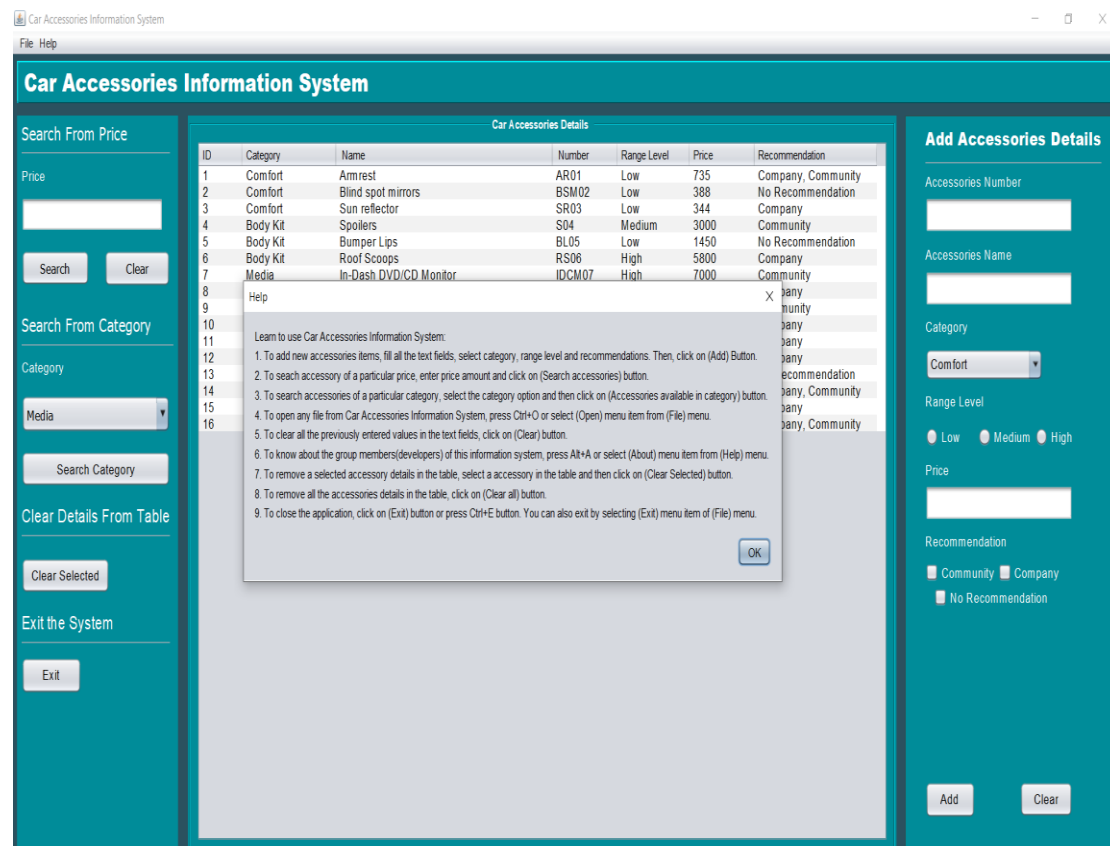 Car Accessories Information System
File Help
Car Accessories Information System
Search From Price
Price
Search Clear
Search From Category
Category
Media
Search Category
Clear Details From Table
Clear Selected
Exit the System
Exit
Car Accessories Details
ID Category Name Number Range Level Price Recommendation
1 Comfort Armrest AR01 Low 735 Company, Community
2 Comfort Blind spot mirrors BSM02 Low 388 No Recommendation
3 Comfort Sun reflector SR03 Low 344 Company
4 Body Kit Spoilers S04 Medium 3000 Community
5 Body Kit Bumper Lips BL05 Low 1450 No Recommendation
6 Body Kit Roof Scoops RS06 High 5800 Company
7 Media In-Dash DVD/CD Monitor IDCM07 High 7000 Community
8
9
10
11
12
13
14
15
16
Help X
Learn to use Car Accessories Information System:
1. To add new accessories items, fill all the text fields, select category, range level and recommendations. Then, click on (Add) Button.
2. To seach accessory of a particular price, enter price amount and click on (Search accessories) button.
3. To search accessories of a particular category, select the category option and then click on (Accessories available in category) button.
4. To open any file from Car Accessories Information System, press Ctrl+O or select (Open) menu item from (File) menu.
5. To clear all the previously entered values in the text fields, click on (Clear) button.
6. To know about the group members(developers) of this information system, press Alt+A or select (About) menu item from (Help) menu.
7. To remove a selected accessory details in the table, select a accessory in the table and then click on (Clear Selected) button.
8. To remove all the accessories details in the table, click on (Clear all) button.
9. To close the application, click on (Exit) button or press Ctrl+E button. You can also exit by selecting (Exit) menu item of (File) menu.
OK
Add Accessories Details
Accessories Number
Accessories Name
Category
Comfort
Range Level
Low Medium High
Price
Recommendation
Community Company
No Recommendation
Add Clear